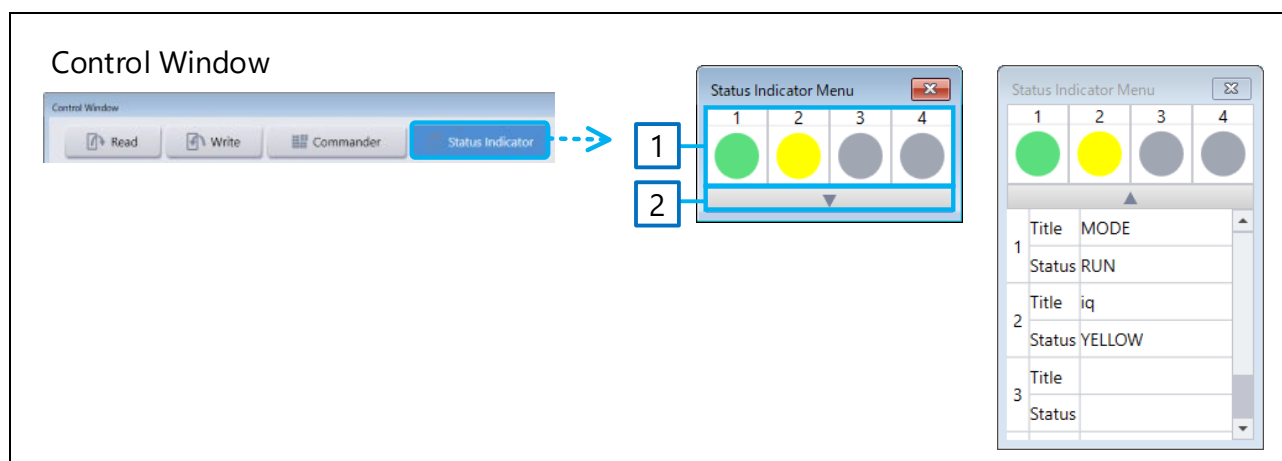 Control Window
Control Window
Read Write Commander Status Indicator
Status Indicator Menu
1 2 3 4
1
2
▼
Status Indicator Menu
1 2 3 4
▲
1
Title MODE
Status RUN
2
Title iq
Status YELLOW
3
Title
Status